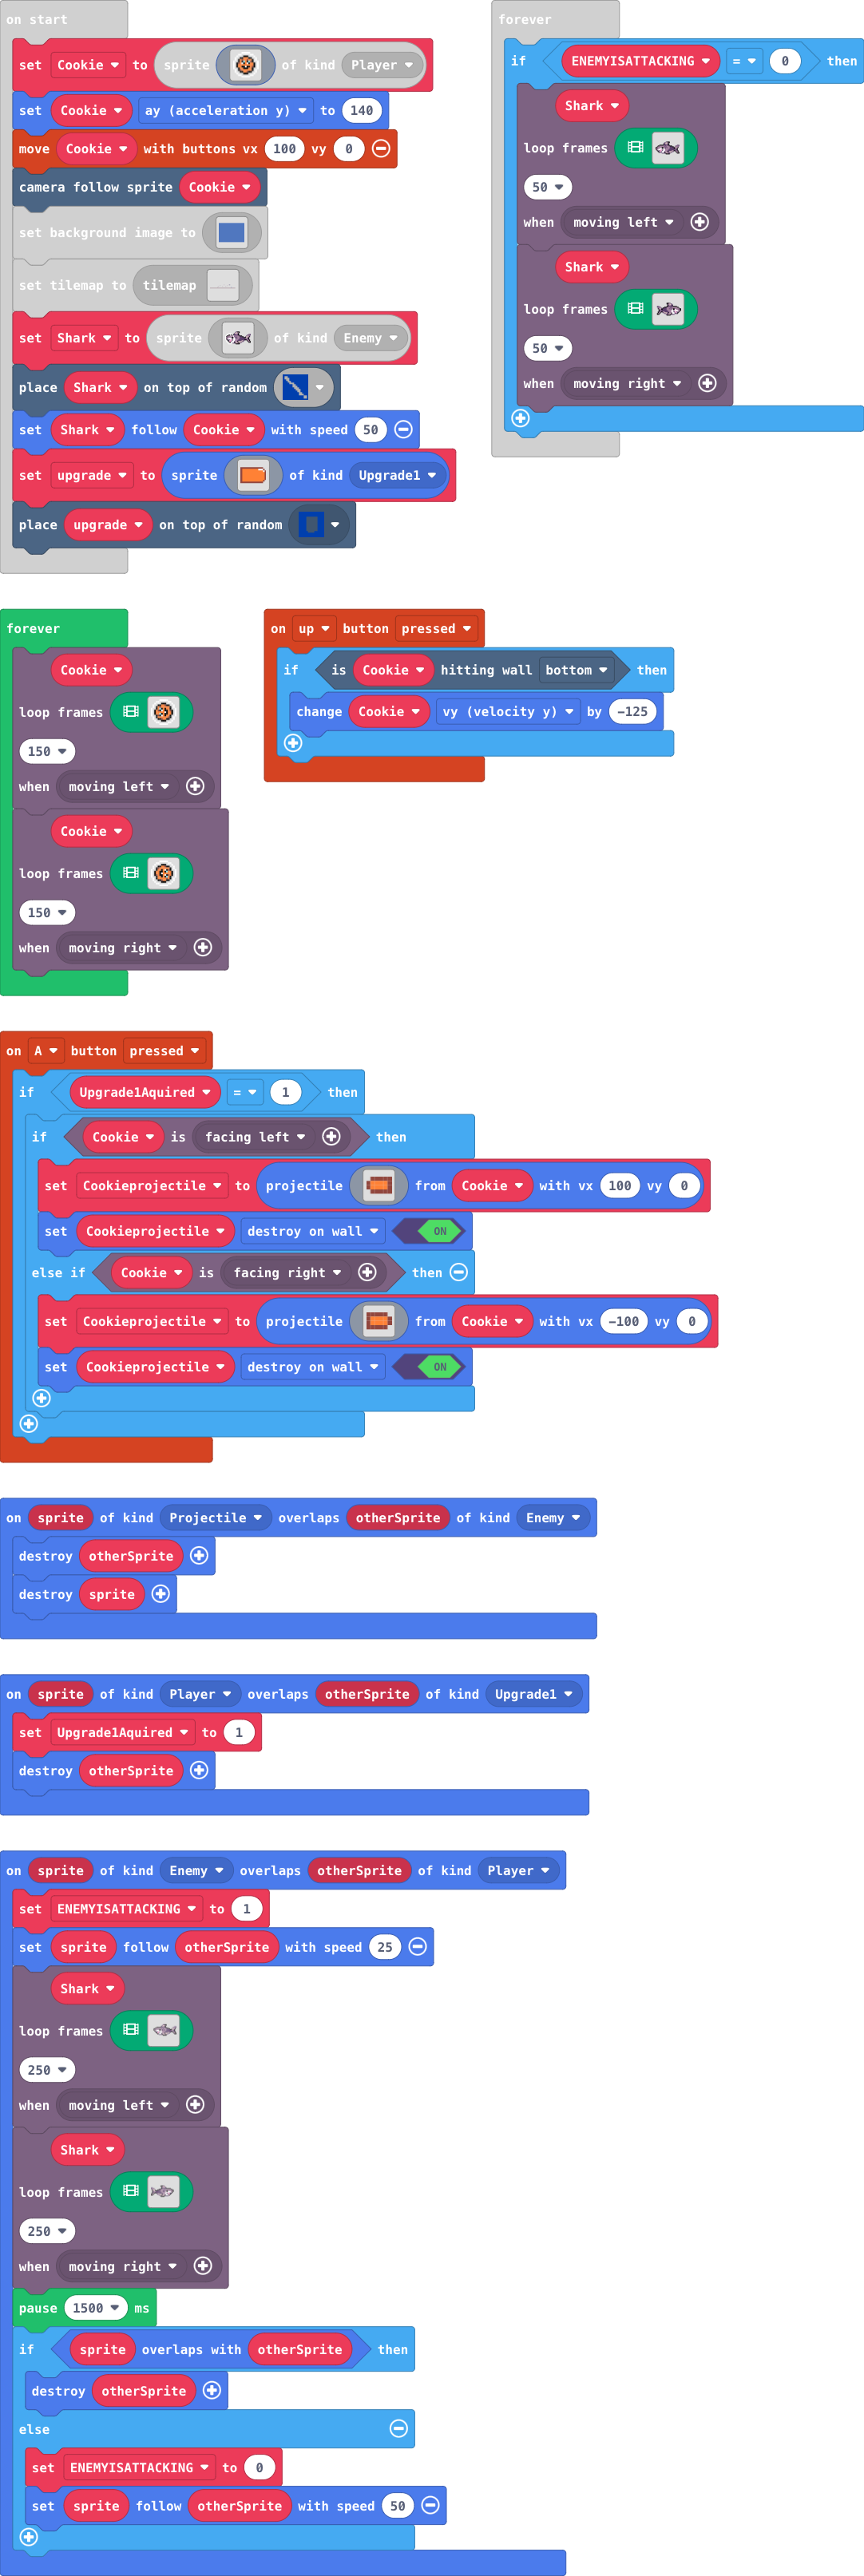 on start
set Cookie to sprite of kind Player
set Cookie ay (acceleration y) to 140
move Cookie with buttons vx 100 vy 0
camera follow sprite Cookie
set background image to
set tilemap to tilemap
set Shark to sprite of kind Enemy
place Shark on top of random
set Shark follow Cookie with speed 50
set upgrade to sprite of kind Upgrade1
place upgrade on top of random
forever
if ENEMYISATTACKING = 0 then
Shark
loop frames
50
when moving left
Shark
loop frames
50
when moving right
forever
Cookie
loop frames
150
when moving left
Cookie
loop frames
150
when moving right
on up button pressed
if is Cookie hitting wall bottom then
change Cookie vy (velocity y) by -125
on A button pressed
if Upgrade1Aquired = 1 then
if Cookie is facing left then
set Cookieprojectile to projectile from Cookie with vx 100 vy 0
set Cookieprojectile destroy on wall ON
else if Cookie is facing right then
set Cookieprojectile to projectile from Cookie with vx -100 vy 0
set Cookieprojectile destroy on wall ON
on sprite of kind Projectile overlaps otherSprite of kind Enemy
destroy otherSprite
destroy sprite
on sprite of kind Player overlaps otherSprite of kind Upgrade1
set Upgrade1Aquired to 1
destroy otherSprite
on sprite of kind Enemy overlaps otherSprite of kind Player
set ENEMYISATTACKING to 1
set sprite follow otherSprite with speed 25
Shark
loop frames
250
when moving left
Shark
loop frames
250
when moving right
pause 1500 ms
if sprite overlaps with otherSprite then
destroy otherSprite
else
set ENEMYISATTACKING to 0
set sprite follow otherSprite with speed 50